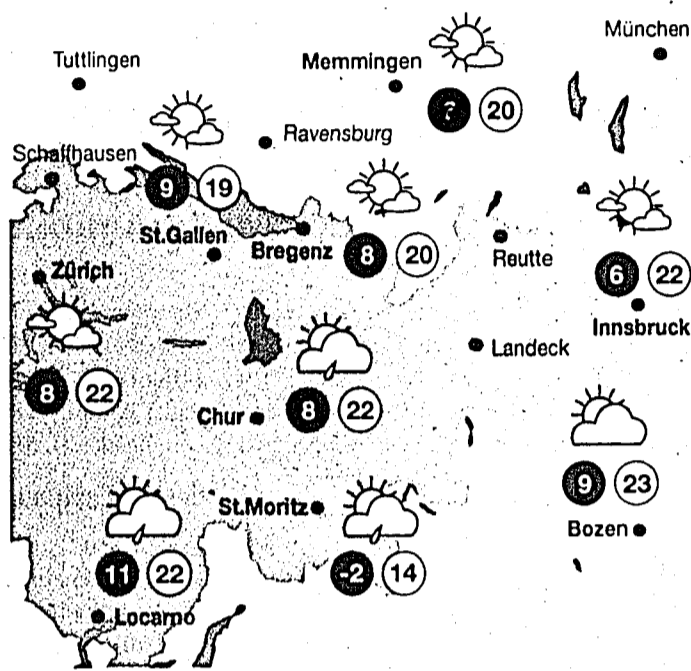 München
Tuttlingen
Memmingen
7 20
Ravensburg
Schaffhausen
9 19
St.Gallen
Bregenz
8 20
Reutte
6 22
Zürich
Innsbruck
Landeck
8 22
Chur
8 22
9 23
St.Moritz
Bozen
11 22
-2 14
Locarno